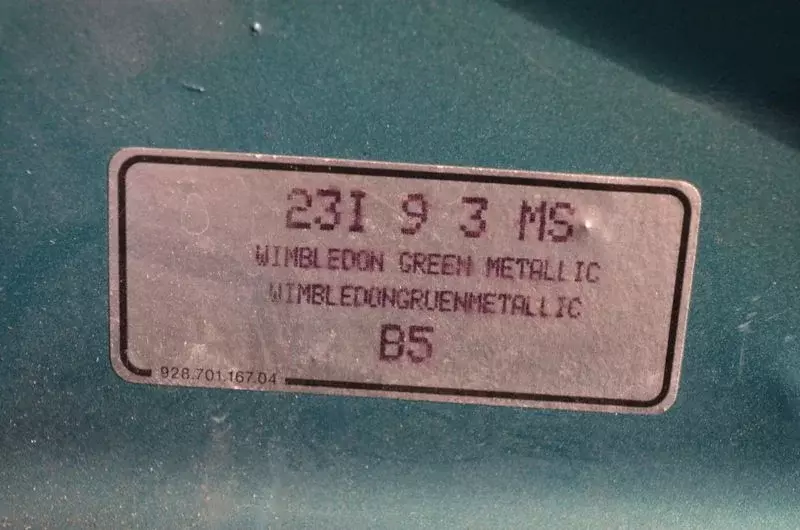 23I 9 3 MS
WIMBLEDON GREEN METALLIC
WIMBLEDONGRUENMETALLIC
B5
928.701.167.04